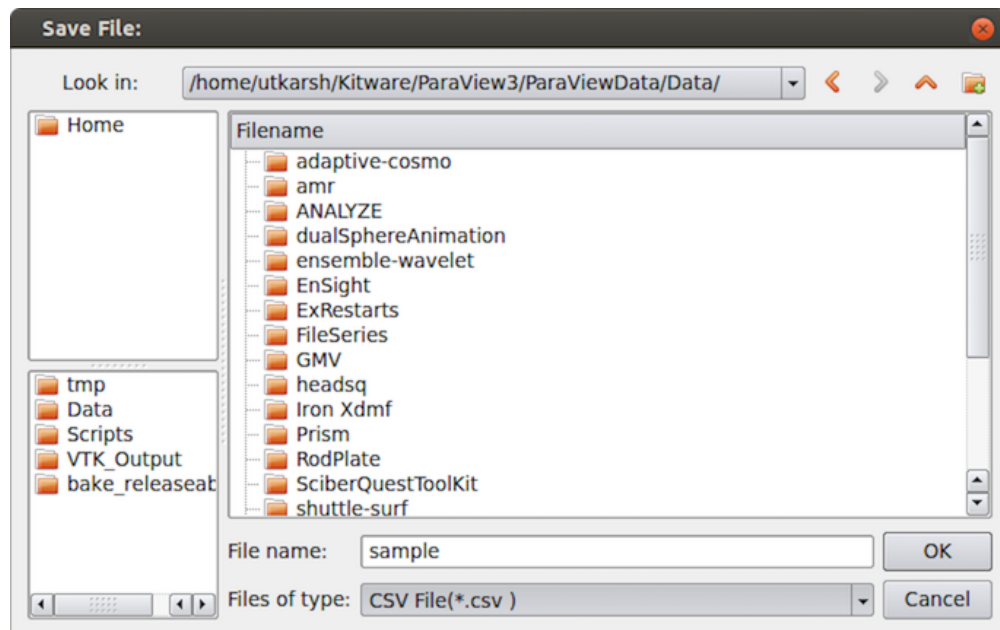 Save File:
Look in: /home/utkarsh/Kitware/ParaView3/ParaViewData/Data/
Home
Filename
adaptive-cosmo
amr
ANALYZE
dualSphereAnimation
ensemble-wavelet
EnSight
ExRestarts
FileSeries
GMV
headsq
Iron Xdmf
Prism
RodPlate
SciberQuestToolKit
shuttle-surf
tmp
Data
Scripts
VTK_Output
bake_releaseab
File name: sample OK
Files of type: CSV File(*.csv ) Cancel